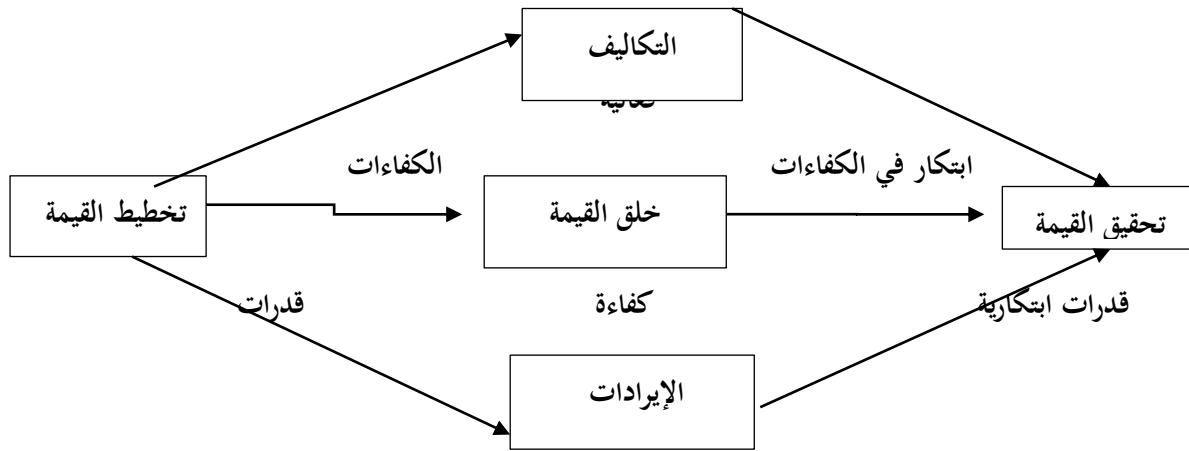 التكاليف
الكفاءات
ابتكار في الكفاءات
تخطيط القيمة
خلق القيمة
تحقيق القيمة
قدرات
كفاءة
قدرات ابتكارية
الإيرادات